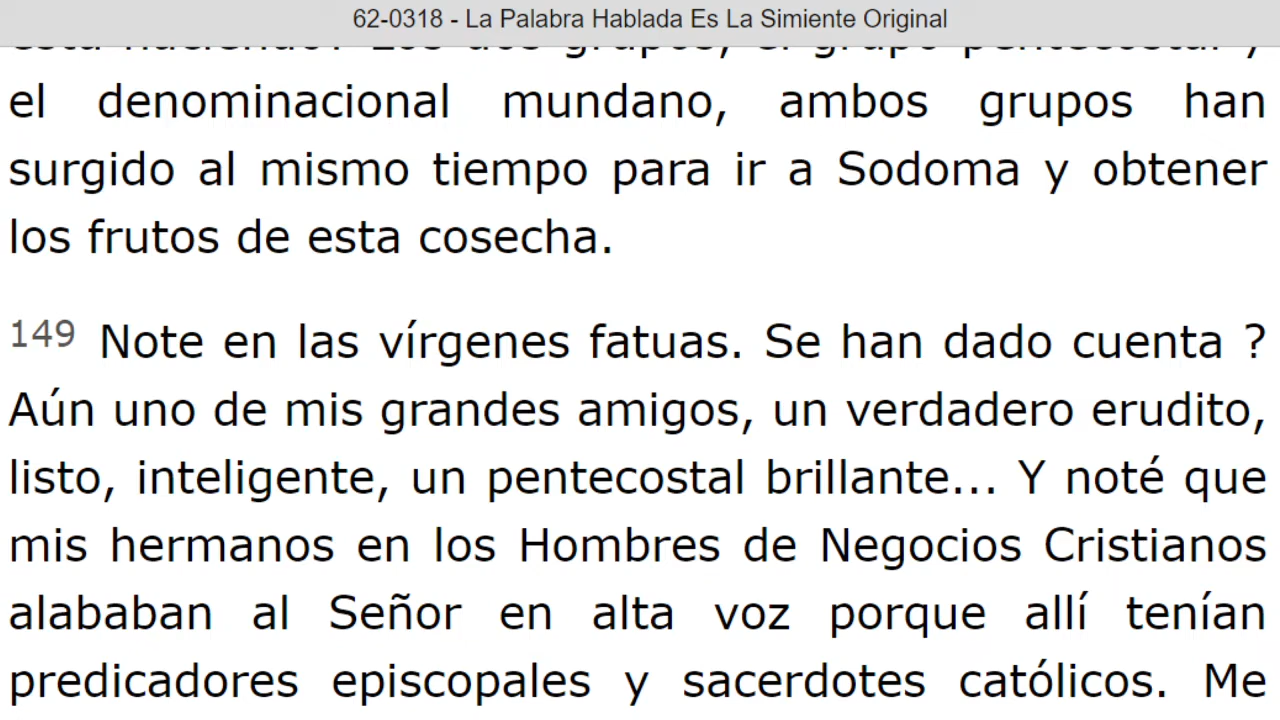 62-0318 - La Palabra Hablada Es La Simiente Original
el denominacional mundano, ambos grupos han
surgido al mismo tiempo para ir a Sodoma y obtener
los frutos de esta cosecha.
149 Note en las vírgenes fatuas. Se han dado cuenta ?
Aún uno de mis grandes amigos, un verdadero erudito,
listo, inteligente, un pentecostal brillante... Y noté que
mis hermanos en los Hombres de Negocios Cristianos
alababan al Señor en alta voz porque allí tenían
predicadores episcopales y sacerdotes católicos. Me